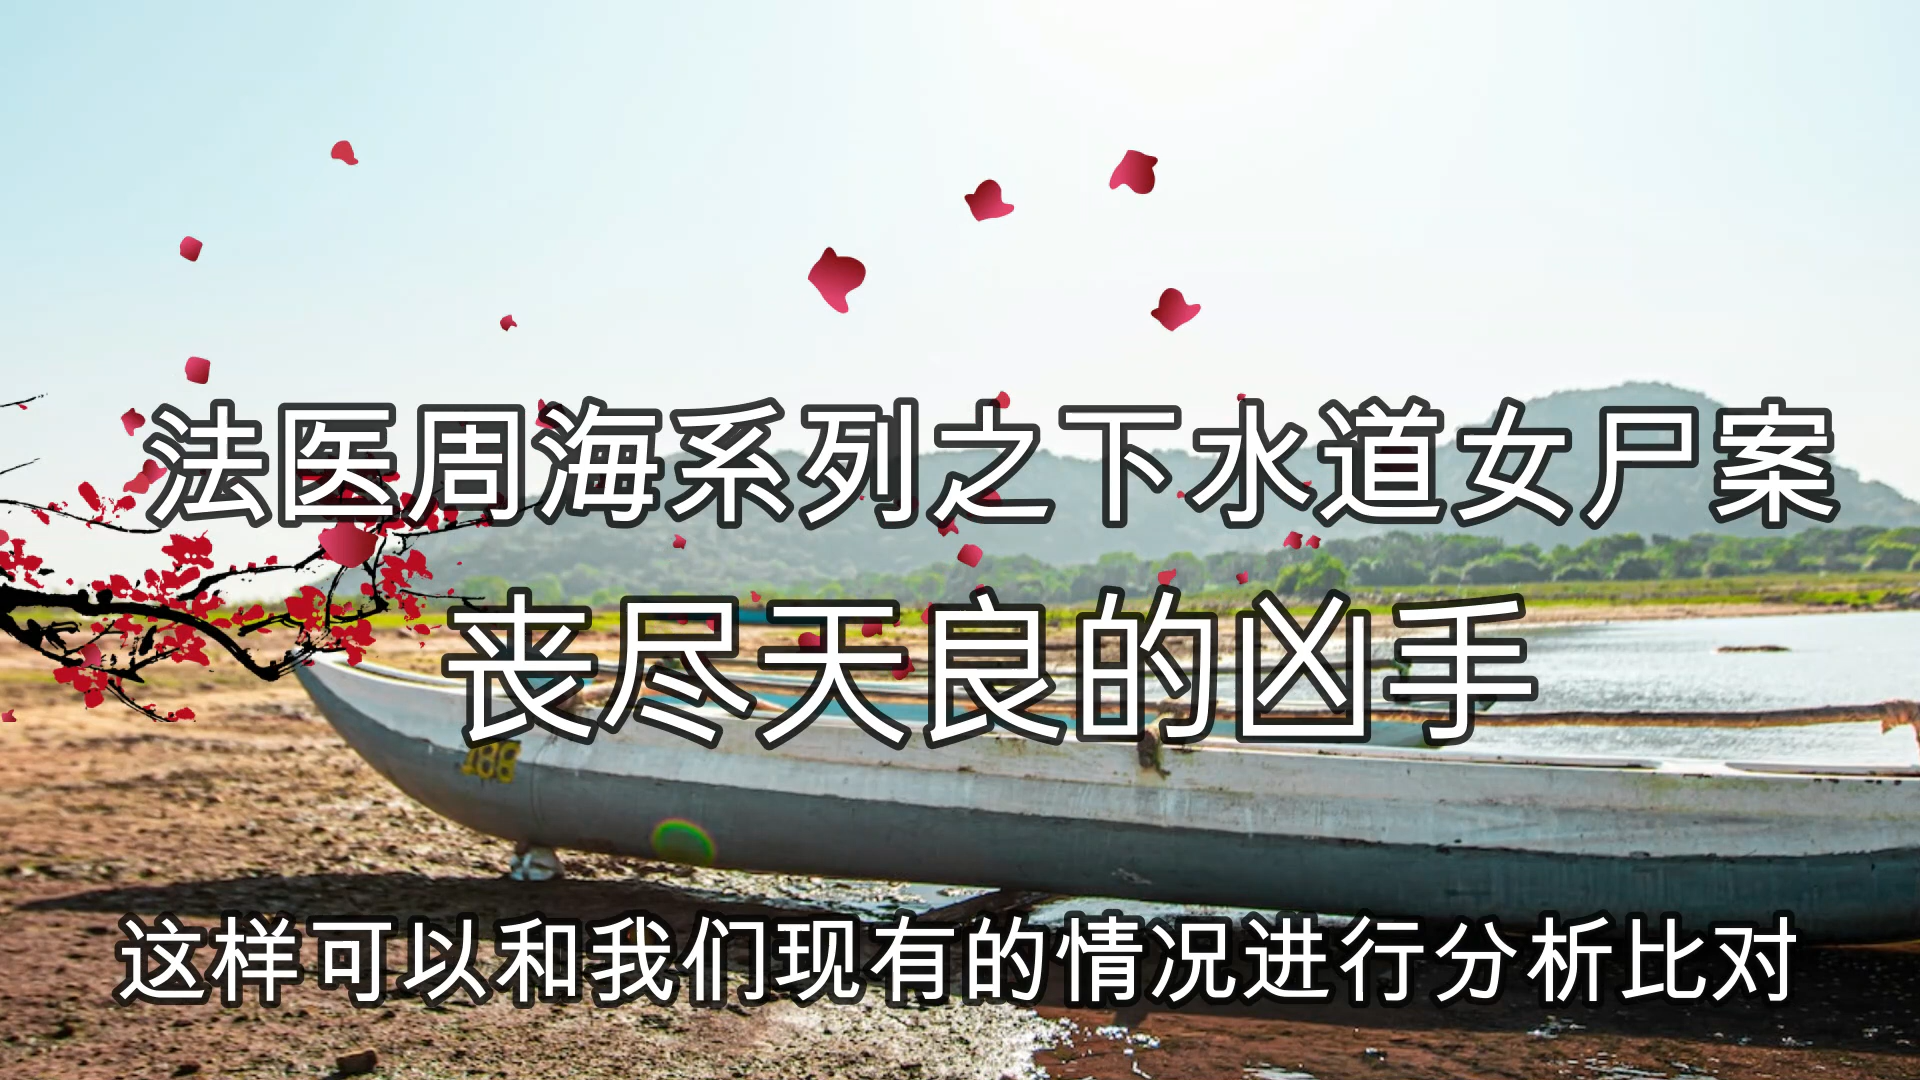 法医周海系列之下水道女尸案
丧尽天良的凶手
188
这样可以和我们现有的情况进行分析比对